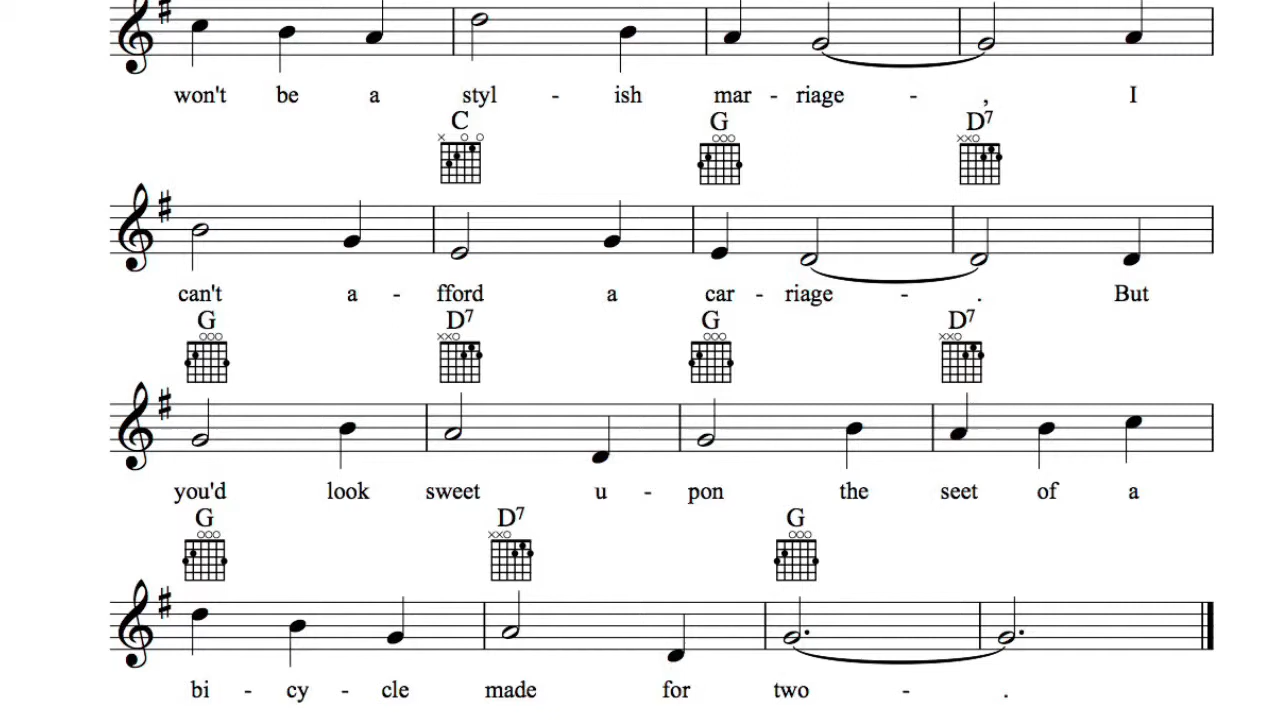 won't be a styl - ish mar - riage - , I
C G D7
can't a - fford a car - riage - . But
G D7 G D7
you'd look sweet u - pon the seet of a
G D7 G
bi - cy - cle made for two - .